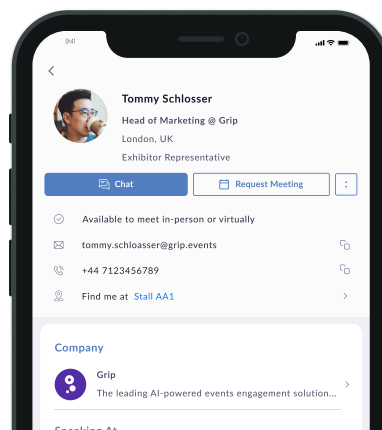 9:41
Tommy Schlosser
Head of Marketing @ Grip
London, UK
Exhibitor Representative
Chat
Request Meeting
Available to meet in-person or virtually
tommy.schloasser@grip.events
+44 7123456789
Find me at Stall AA1
Company
Grip
The leading AI-powered events engagement solution...
Speaking At